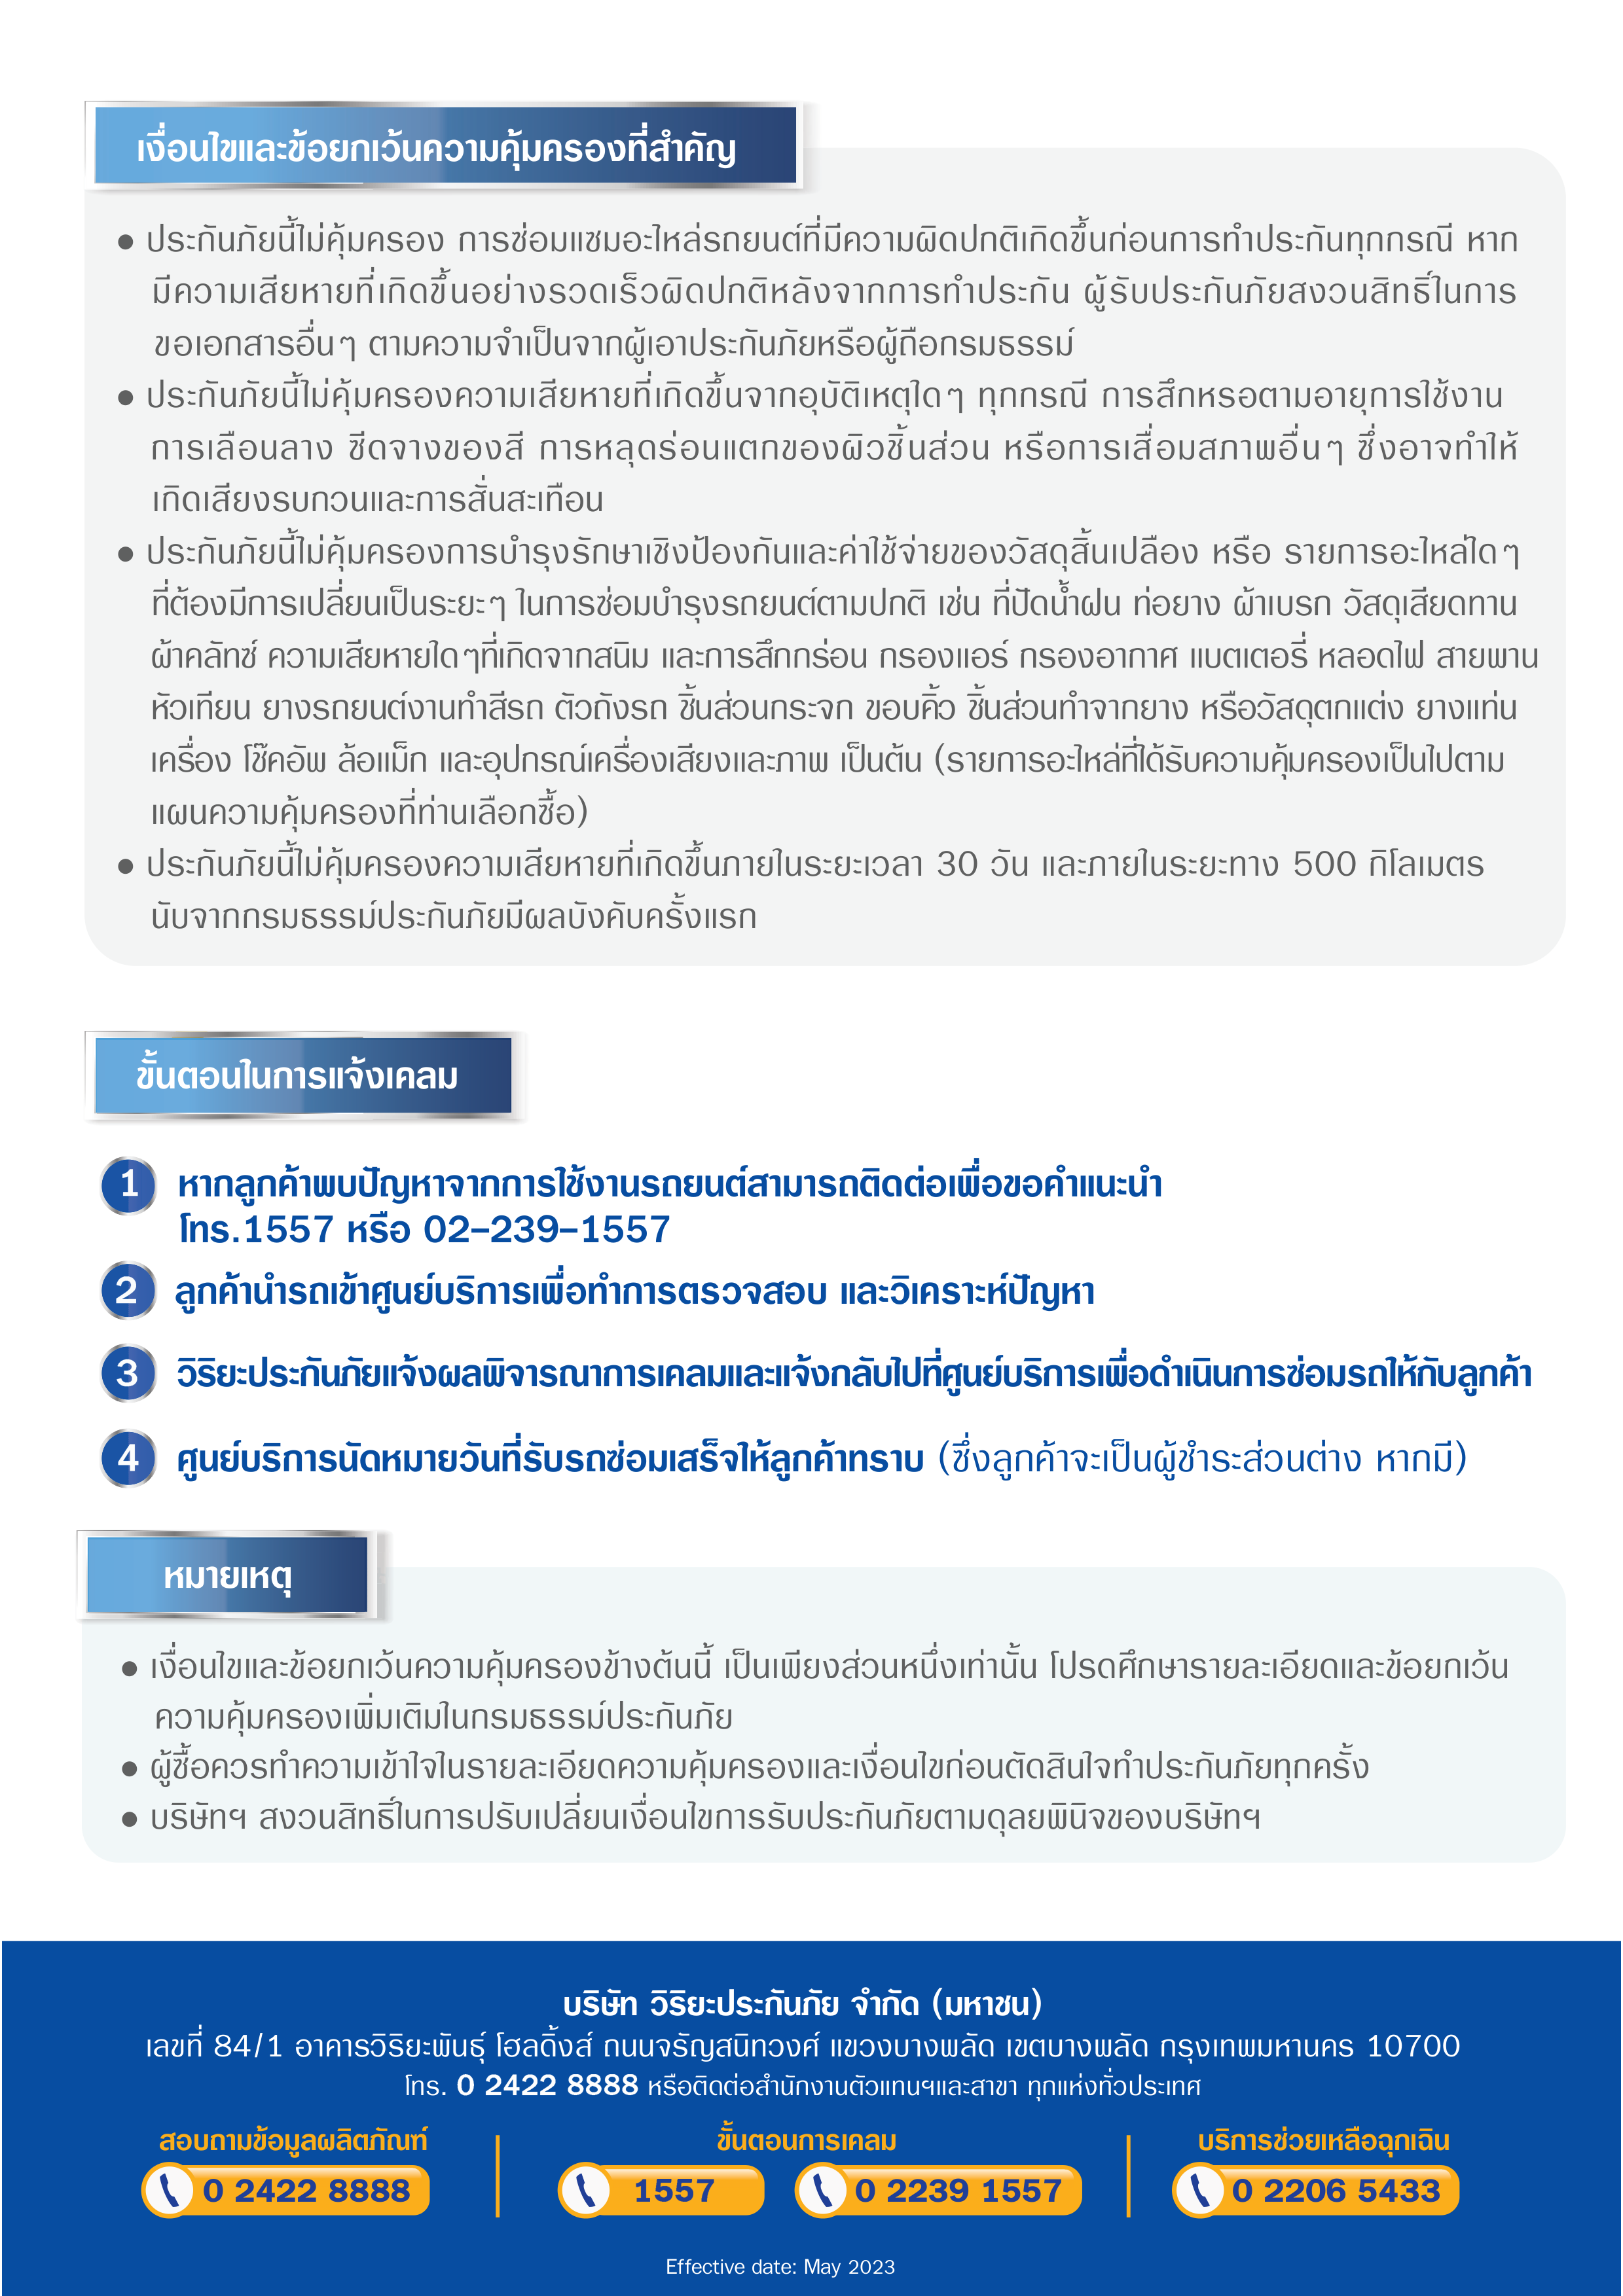 เงื่อนไขและข้อยกเว้นความคุ้มครองที่สำคัญ
● ประกันภัยนี้ไม่คุ้มครอง การซ่อมแซมอะไหล่รถยนต์ที่มีความผิดปกติเกิดขึ้นก่อนการทำประกันทุกกรณี หาก
มีความเสียหายที่เกิดขึ้นอย่างรวดเร็วผิดปกติหลังจากการทำประกัน ผู้รับประกันภัยสงวนสิทธิ์ในการ
ขอเอกสารอื่นๆ ตามความจำเป็นจากผู้เอาประกันภัยหรือผู้ถือกรมธรรม์
● ประกันภัยนี้ไม่คุ้มครองความเสียหายที่เกิดขึ้นจากอุบัติเหตุใดๆ ทุกกรณี การสึกหรอตามอายุการใช้งาน
การเลือนลาง ซีดจางของสี การหลุดร่อนแตกของผิวชิ้นส่วน หรือการเสื่อมสภาพอื่นๆ ซึ่งอาจทำให้
เกิดเสียงรบกวนและการสั่นสะเทือน
● ประกันภัยนี้ไม่คุ้มครองการบำรุงรักษาเชิงป้องกันและค่าใช้จ่ายของวัสดุสิ้นเปลือง หรือ รายการอะไหล่ใดๆ
ที่ต้องมีการเปลี่ยนเป็นระยะๆ ในการซ่อมบำรุงรถยนต์ตามปกติ เช่น ที่ปัดน้ำฝน ท่อยาง ผ้าเบรก วัสดุเสียดทาน
ผ้าคลัทซ์ ความเสียหายใดๆที่เกิดจากสนิม และการสึกกร่อน กรองแอร์ กรองอากาศ แบตเตอรี่ หลอดไฟ สายพาน
หัวเทียน ยางรถยนต์งานทำสีรถ ตัวถังรถ ชิ้นส่วนกระจก ขอบคิ้ว ชิ้นส่วนทำจากยาง หรือวัสดุตกแต่ง ยางแท่น
เครื่อง โช๊คอัพ ล้อแม็ก และอุปกรณ์เครื่องเสียงและภาพ เป็นต้น (รายการอะไหล่ที่ได้รับความคุ้มครองเป็นไปตาม
แผนความคุ้มครองที่ท่านเลือกซื้อ)
● ประกันภัยนี้ไม่คุ้มครองความเสียหายที่เกิดขึ้นภายในระยะเวลา 30 วัน และภายในระยะทาง 500 กิโลเมตร
นับจากกรมธรรม์ประกันภัยมีผลบังคับครั้งแรก
ขั้นตอนในการแจ้งเคลม
1 หากลูกค้าพบปัญหาจากการใช้งานรถยนต์สามารถติดต่อเพื่อขอคำแนะนำ
โทร.1557 หรือ 02-239-1557
2 ลูกค้านำรถเข้าศูนย์บริการเพื่อทำการตรวจสอบ และวิเคราะห์ปัญหา
3 วิริยะประกันภัยแจ้งผลพิจารณาการเคลมและแจ้งกลับไปที่ศูนย์บริการเพื่อดำเนินการซ่อมรถให้กับลูกค้า
4 ศูนย์บริการนัดหมายวันที่รับรถซ่อมเสร็จให้ลูกค้าทราบ (ซึ่งลูกค้าจะเป็นผู้ชำระส่วนต่าง หากมี)
หมายเหตุ
● เงื่อนไขและข้อยกเว้นความคุ้มครองข้างต้นนี้ เป็นเพียงส่วนหนึ่งเท่านั้น โปรดศึกษารายละเอียดและข้อยกเว้น
ความคุ้มครองเพิ่มเติมในกรมธรรม์ประกันภัย
● ผู้ซื้อควรทำความเข้าใจในรายละเอียดความคุ้มครองและเงื่อนไขก่อนตัดสินใจทำประกันภัยทุกครั้ง
● บริษัทฯ สงวนสิทธิ์ในการปรับเปลี่ยนเงื่อนไขการรับประกันภัยตามดุลยพินิจของบริษัทฯ
บริษัท วิริยะประกันภัย จำกัด (มหาชน)
เลขที่ 84/1 อาคารวิริยะพันธุ์ โฮลดิ้งส์ ถนนจรัญสนิทวงศ์ แขวงบางพลัด เขตบางพลัด กรุงเทพมหานคร 10700
โทร. 0 2422 8888 หรือติดต่อสำนักงานตัวแทนฯและสาขา ทุกแห่งทั่วประเทศ
สอบถามข้อมูลผลิตภัณฑ์ ขั้นตอนการเคลม บริการช่วยเหลือฉุกเฉิน
0 2422 8888 1557 0 2239 1557 0 2206 5433
Effective date: May 2023